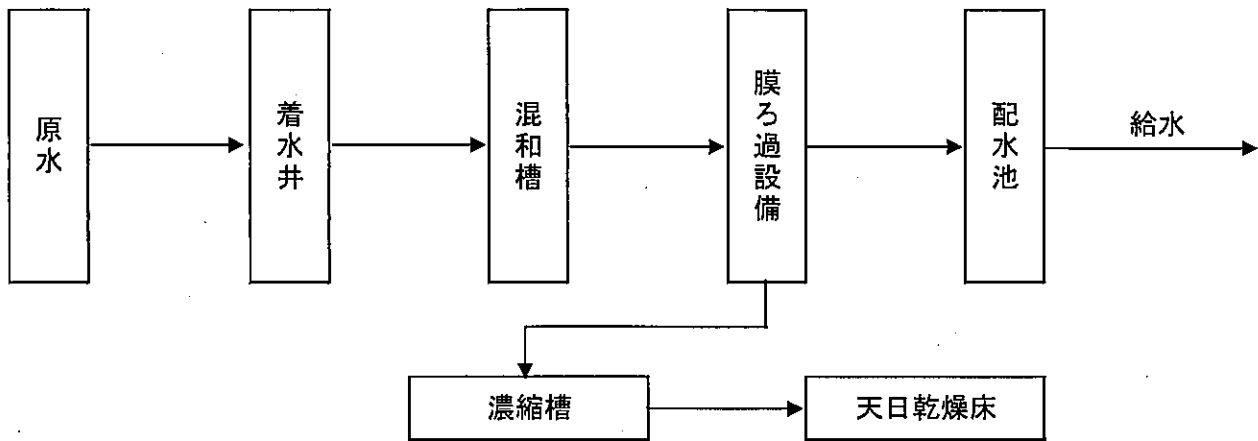 原水
着水井
混和槽
膜ろ過設備
配水池
給水
濃縮槽
天日乾燥床